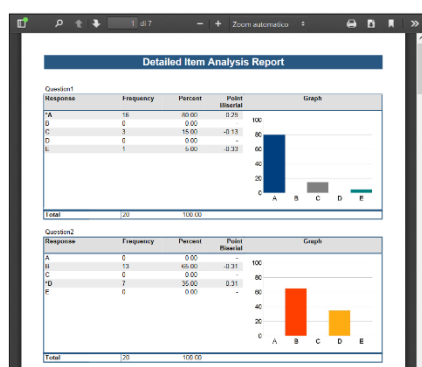 1 di 7 − + Zoom automatico
Detailed Item Analysis Report
Question1
Response Frequency Percent Point Biserial Graph
*A 16 80.00 0.29
B 0 0.00 -
C 3 15.00 -0.13
D 0 0.00 -
E 1 5.00 -0.33
100
80
60
40
20
0
A B C D E
Total 20 100.00
Question2
Response Frequency Percent Point Biserial Graph
A 0 0.00 -
B 13 65.00 -0.31
C 0 0.00 -
*D 7 35.00 0.31
E 0 0.00 -
100
80
60
40
20
0
A B C D E
Total 20 100.00